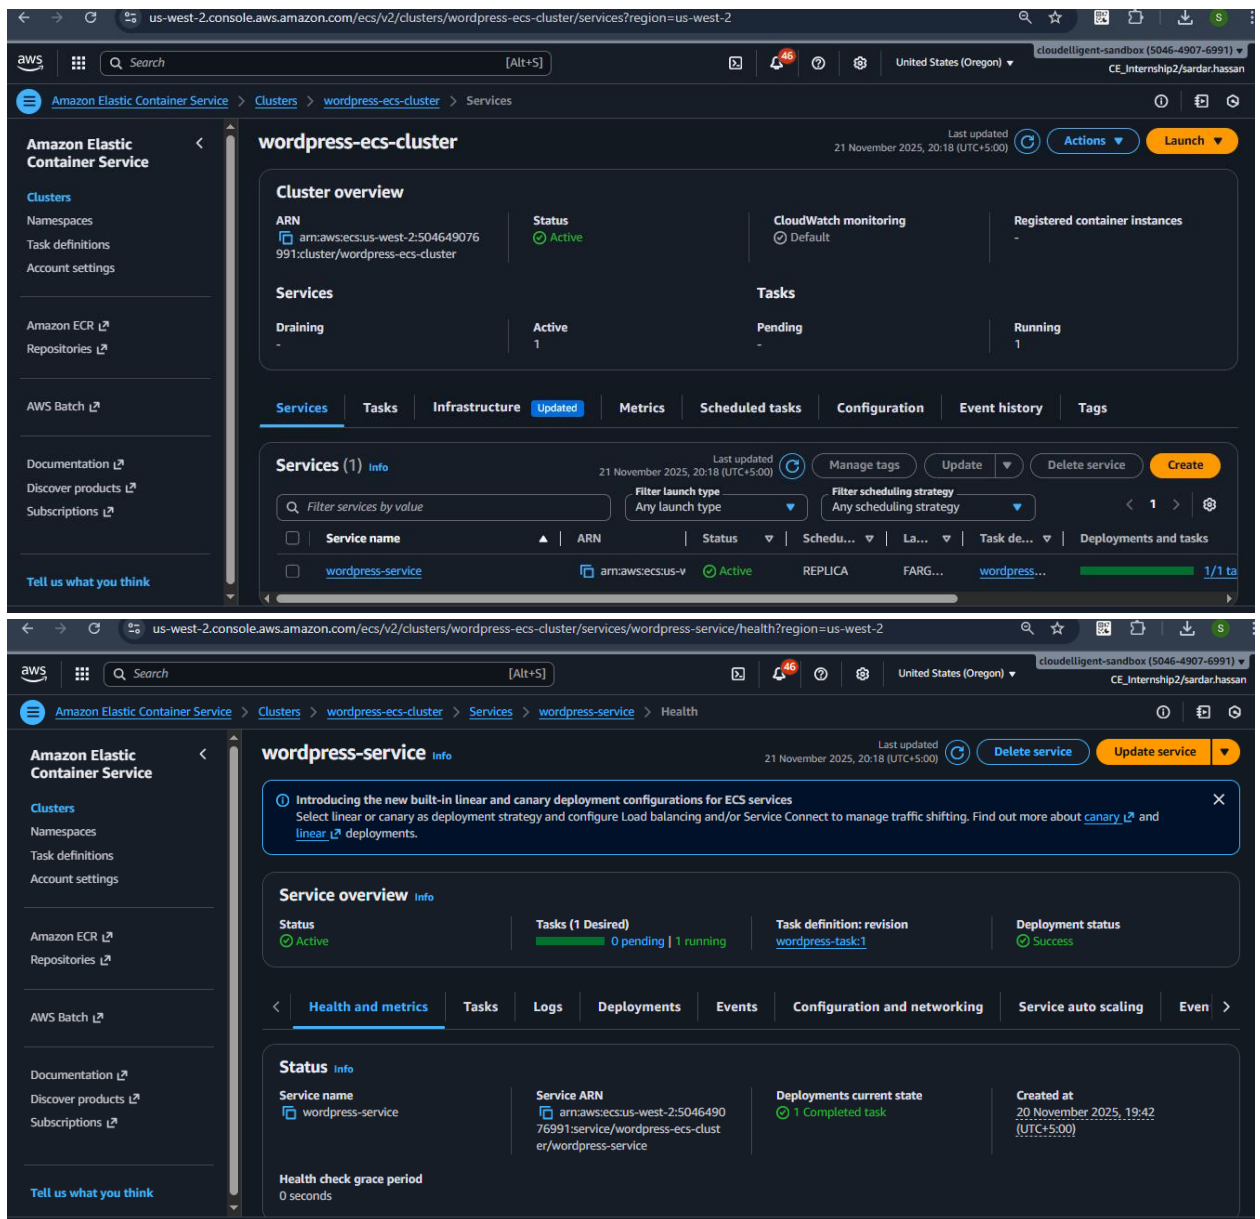 us-west-2.console.aws.amazon.com/ecs/v2/clusters/wordpress-ecs-cluster/services?region=us-west-2
aws
Search
[Alt+S]
46
United States (Oregon)
cloudelligent-sandbox (5046-4907-6991)
CE_Internship2/sardar.hassan
S
Amazon Elastic Container Service > Clusters > wordpress-ecs-cluster > Services
Amazon Elastic
Container Service
Clusters
Namespaces
Task definitions
Account settings
Amazon ECR
Repositories
AWS Batch
Documentation
Discover products
Subscriptions
Tell us what you think
wordpress-ecs-cluster
Last updated
21 November 2025, 20:18 (UTC+5:00)
Actions
Launch
Cluster overview
ARN
arn:aws:ecs:us-west-2:504649076
991:cluster/wordpress-ecs-cluster
Status
Active
CloudWatch monitoring
Default
Registered container instances
-
Services
Tasks
Draining
-
Active
1
Pending
-
Running
1
Services Tasks Infrastructure Updated Metrics Scheduled tasks Configuration Event history Tags
Services (1) Info
Last updated
21 November 2025, 20:18 (UTC+5:00)
Manage tags
Update
Delete service
Create
Filter services by value
Filter launch type
Any launch type
Filter scheduling strategy
Any scheduling strategy
1
Service name ARN Status Schedu... La... Task de... Deployments and tasks
wordpress-service arn:aws:ecs:us-v Active REPLICA FARG... wordpress... 1/1 ta
us-west-2.console.aws.amazon.com/ecs/v2/clusters/wordpress-ecs-cluster/services/wordpress-service/health?region=us-west-2
aws
Search
[Alt+S]
46
United States (Oregon)
cloudelligent-sandbox (5046-4907-6991)
CE_Internship2/sardar.hassan
S
Amazon Elastic Container Service > Clusters > wordpress-ecs-cluster > Services > wordpress-service > Health
Amazon Elastic
Container Service
Clusters
Namespaces
Task definitions
Account settings
Amazon ECR
Repositories
AWS Batch
Documentation
Discover products
Subscriptions
Tell us what you think
wordpress-service Info
Last updated
21 November 2025, 20:18 (UTC+5:00)
Delete service
Update service
Introducing the new built-in linear and canary deployment configurations for ECS services
Select linear or canary as deployment strategy and configure Load balancing and/or Service Connect to manage traffic shifting. Find out more about canary and
linear deployments.
Service overview Info
Status
Active
Tasks (1 Desired)
0 pending | 1 running
Task definition: revision
wordpress-task:1
Deployment status
Success
Health and metrics Tasks Logs Deployments Events Configuration and networking Service auto scaling Even
Status Info
Service name
wordpress-service
Service ARN
arn:aws:ecs:us-west-2:5046490
76991:service/wordpress-ecs-clust
er/wordpress-service
Deployments current state
1 Completed task
Created at
20 November 2025, 19:42
(UTC+5:00)
Health check grace period
0 seconds